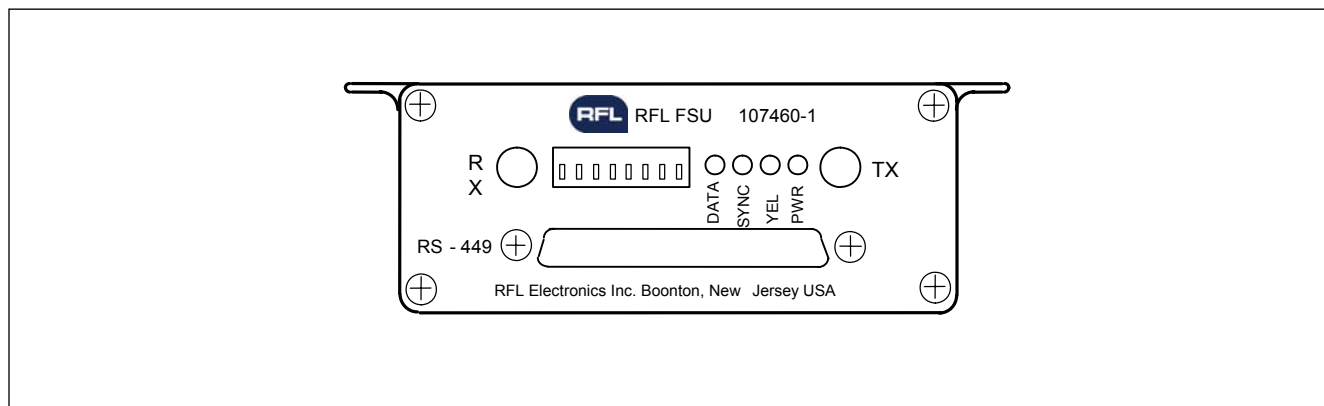 RFL RFL FSU 107460-1
R
X
TX
DATA
SYNC
YEL
PWR
RS - 449
RFL Electronics Inc. Boonton, New Jersey USA